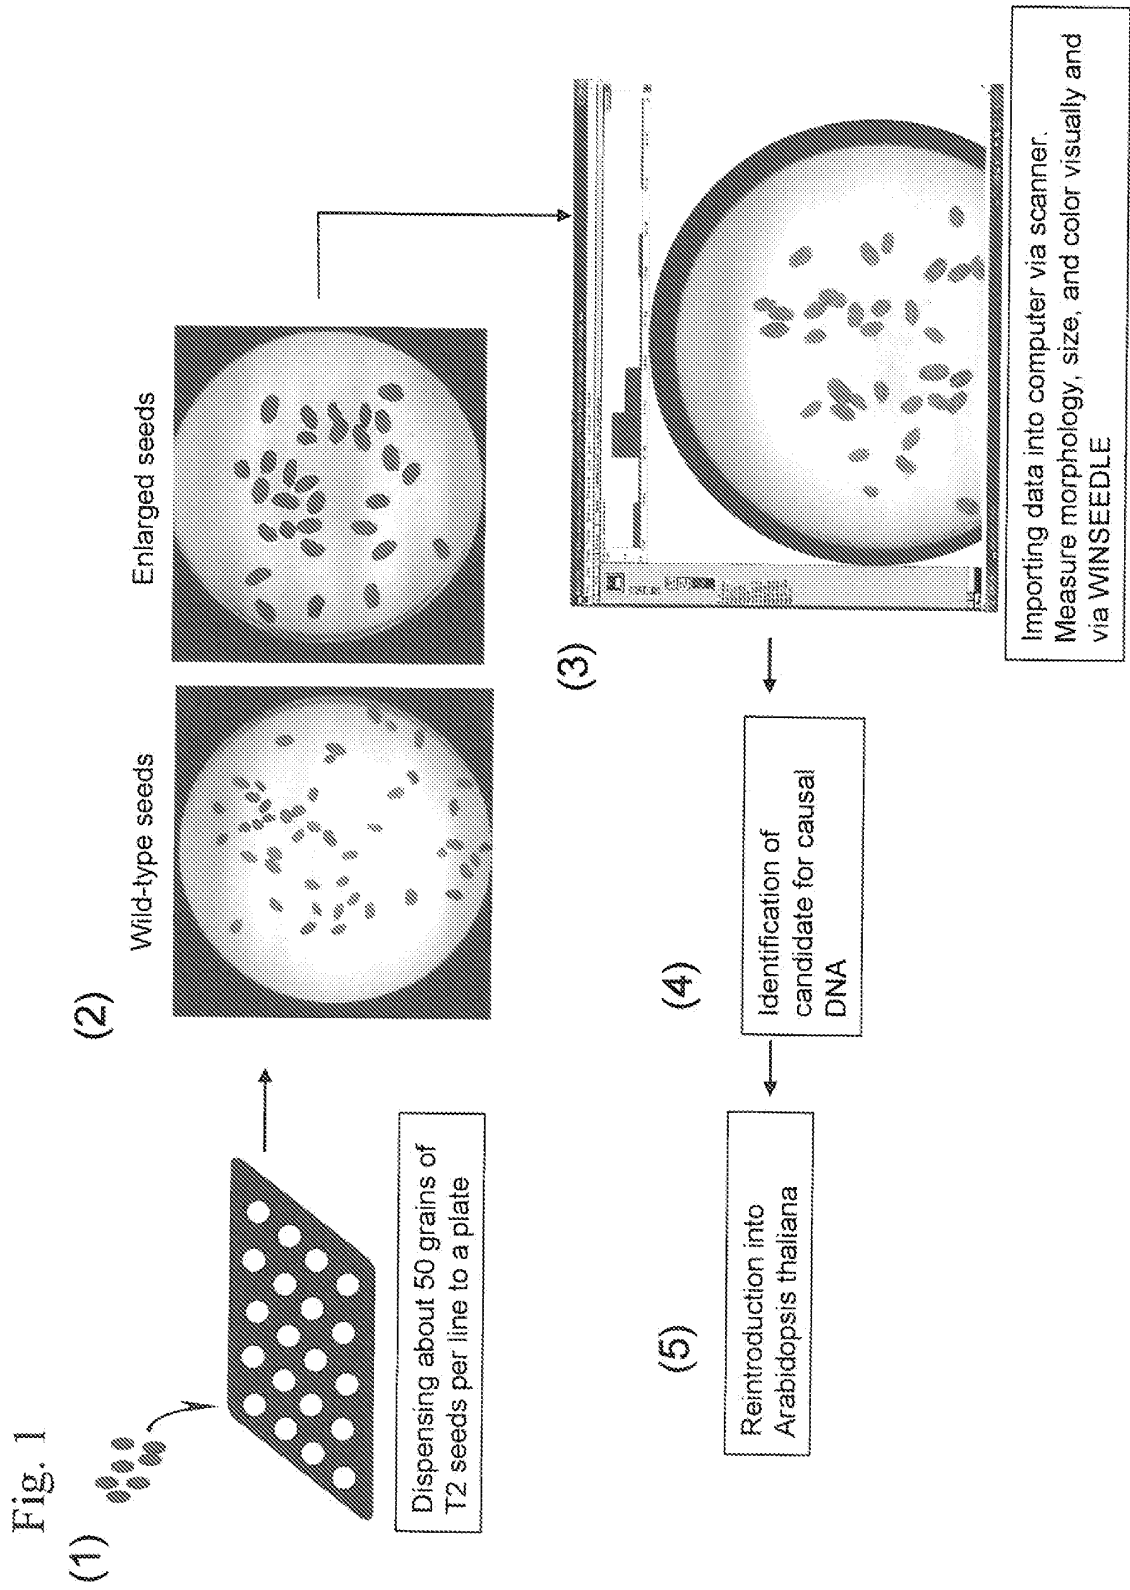 Fig. 1
(1)
Dispensing about 50 grains of
T2 seeds per line to a plate
(2)
Wild-type seeds
Enlarged seeds
(3)
Importing data into computer via scanner.
Measure morphology, size, and color visually and
via WINSEEDLE
(4)
Identification of
candidate for causal
DNA
(5)
Reintroduction into
Arabidopsis thaliana